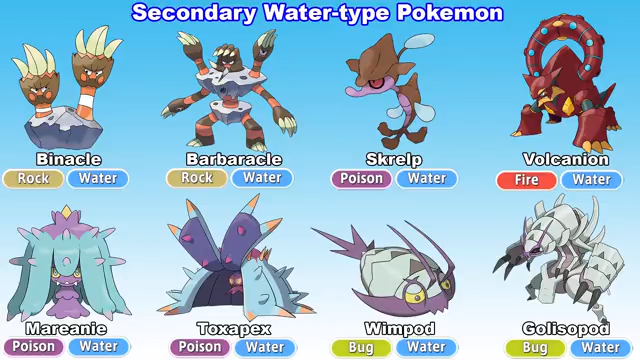 Secondary Water-type Pokemon
Binacle Barbaracle Skrelp Volcanion
Rock Water Rock Water Poison Water Fire Water
Mareanie Toxapex Wimpod Golisopod
Poison Water Poison Water Bug Water Bug Water